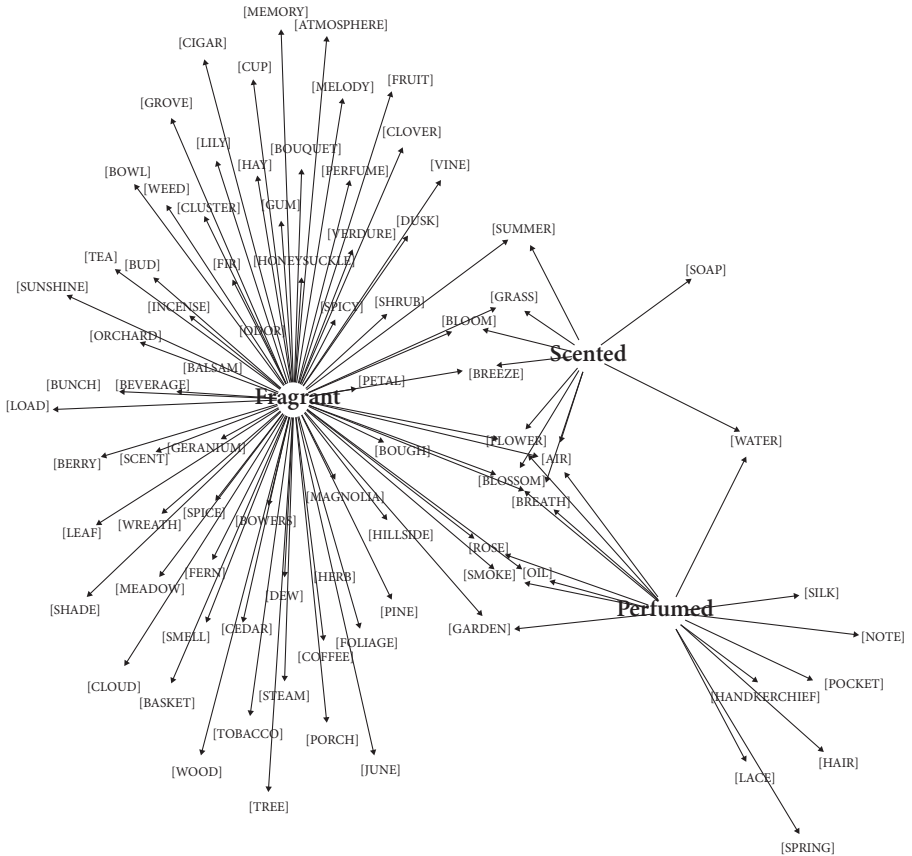 [MEMORY]
[ATMOSPHERE]
[CIGAR]
[CUP]
[MELODY]
[FRUIT]
[GROVE]
[CLOVER]
[LILY]
[BOUQUET]
[HAY]
[PERFUME]
[VINE]
[BOWL]
[WEED]
[CLUSTER]
[GUM]
[DUSK]
[VERDURE]
[SUMMER]
[TEA]
[BUD]
[FIR]
[HONEYSUCKLE]
[SOAP]
[SUNSHINE]
[INCENSE]
[SPICY]
[SHRUB]
[GRASS]
[BLOOM]
[ORCHARD]
[ODOR]
Scented
[BALSAM]
[BREEZE]
[BUNCH]
[BEVERAGE]
[PETAL]
Fragrant
[LOAD]
[FLOWER]
[WATER]
[GERANIUM]
[BOUGH]
[BERRY]
[SCENT]
[AIR]
[BLOSSOM]
[MAGNOLIA]
[BREATH]
[SPICE]
[BOWERS]
[WREATH]
[LEAF]
[HILLSIDE]
[ROSE]
[FERN]
[HERB]
[SMOKE]
[OIL]
[MEADOW]
[DEW]
[SILK]
[SHADE]
[PINE]
Perfumed
[GARDEN]
[CEDAR]
[SMELL]
[FOLIAGE]
[NOTE]
[COFFEE]
[POCKET]
[CLOUD]
[STEAM]
[HANDKERCHIEF]
[BASKET]
[TOBACCO]
[PORCH]
[HAIR]
[WOOD]
[JUNE]
[LACE]
[TREE]
[SPRING]